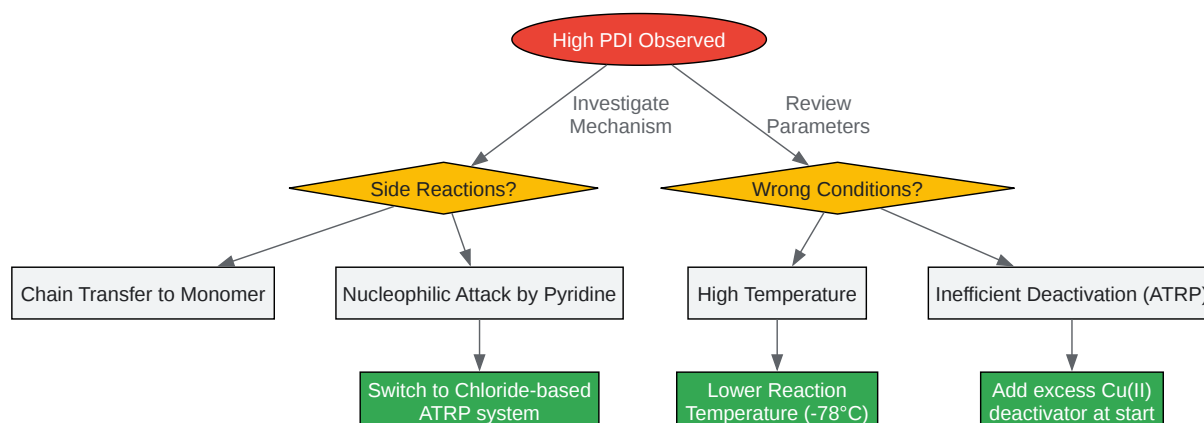 High PDI Observed
Investigate
Mechanism
Review
Parameters
Side Reactions?
Wrong Conditions?
Chain Transfer to Monomer
Nucleophilic Attack by Pyridine
High Temperature
Inefficient Deactivation (ATRP)
Switch to Chloride-based
ATRP system
Lower Reaction
Temperature (-78°C)
Add excess Cu(II)
deactivator at start